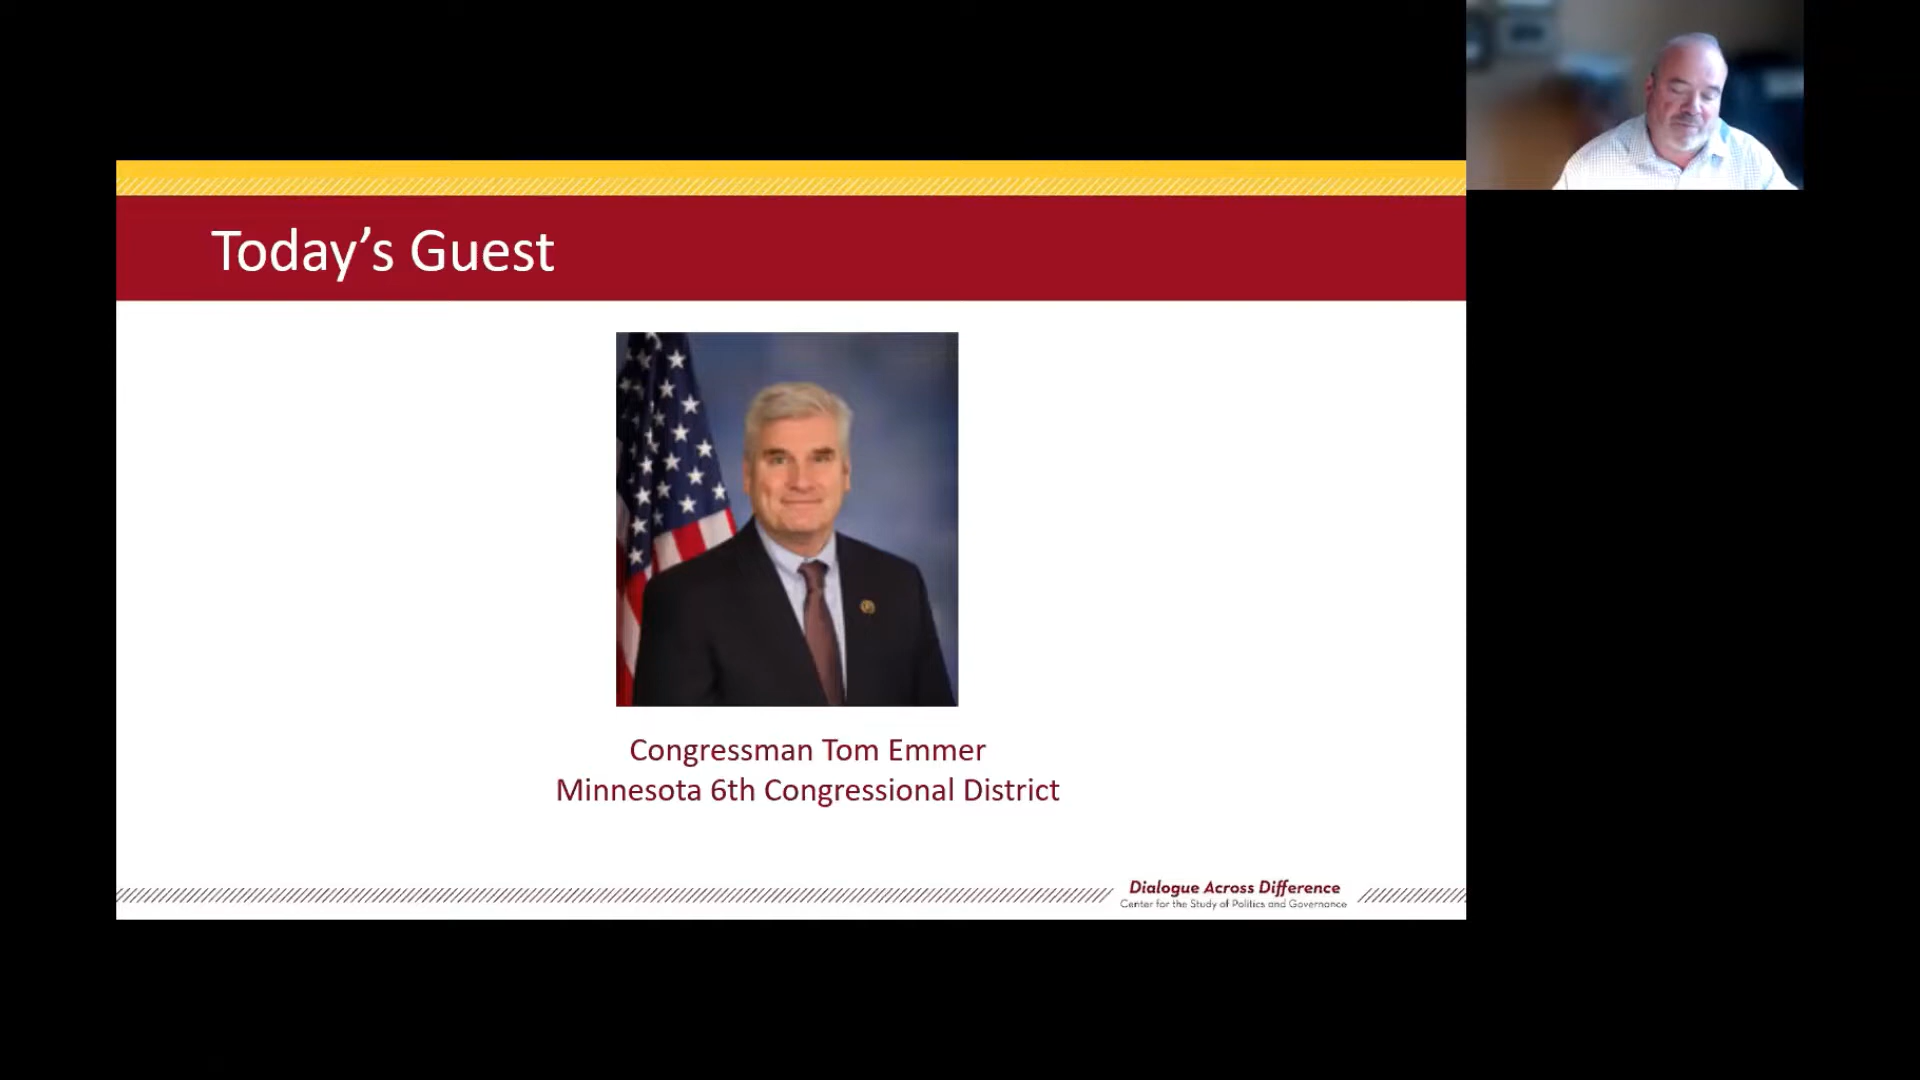 Today’s Guest
Congressman Tom Emmer
Minnesota 6th Congressional District
Dialogue Across Difference
Center for the Study of Politics and Governance